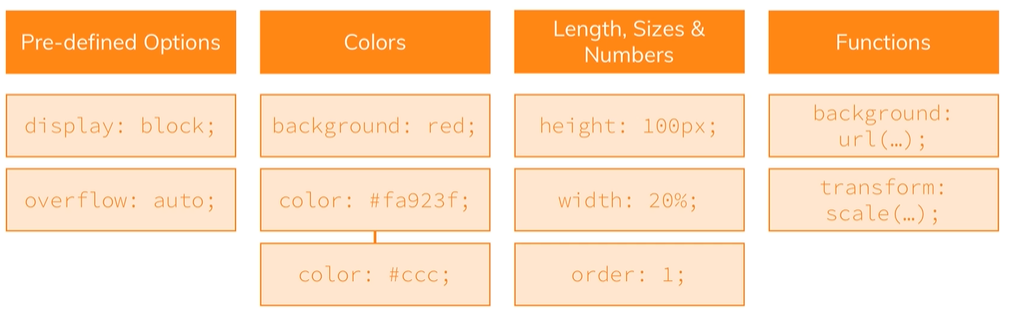 Pre-defined Options
Colors
Length, Sizes &
Numbers
Functions
display: block;
background: red;
height: 100px;
background:
url(…);
overflow: auto;
color: #fa923f;
width: 20%;
transform:
scale(…);
color: #ccc;
order: 1;